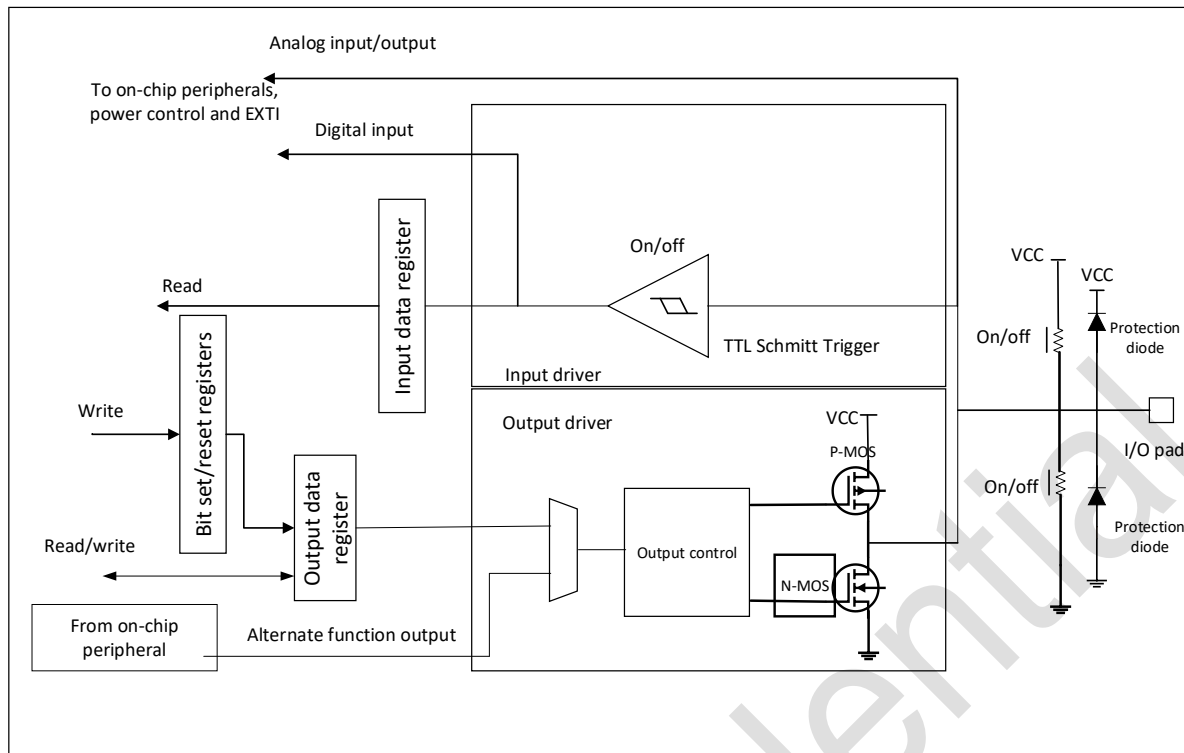 Analog input/output
To on-chip peripherals,
power control and EXTI
Digital input
Input data register
On/off
Read
TTL Schmitt Trigger
Input driver
VCC
VCC
On/off
Protection
diode
Write
Bit set/reset registers
Output driver
VCC
P-MOS
I/O pad
On/off
Output data
register
Read/write
Output control
N-MOS
Protection
diode
From on-chip
peripheral
Alternate function output